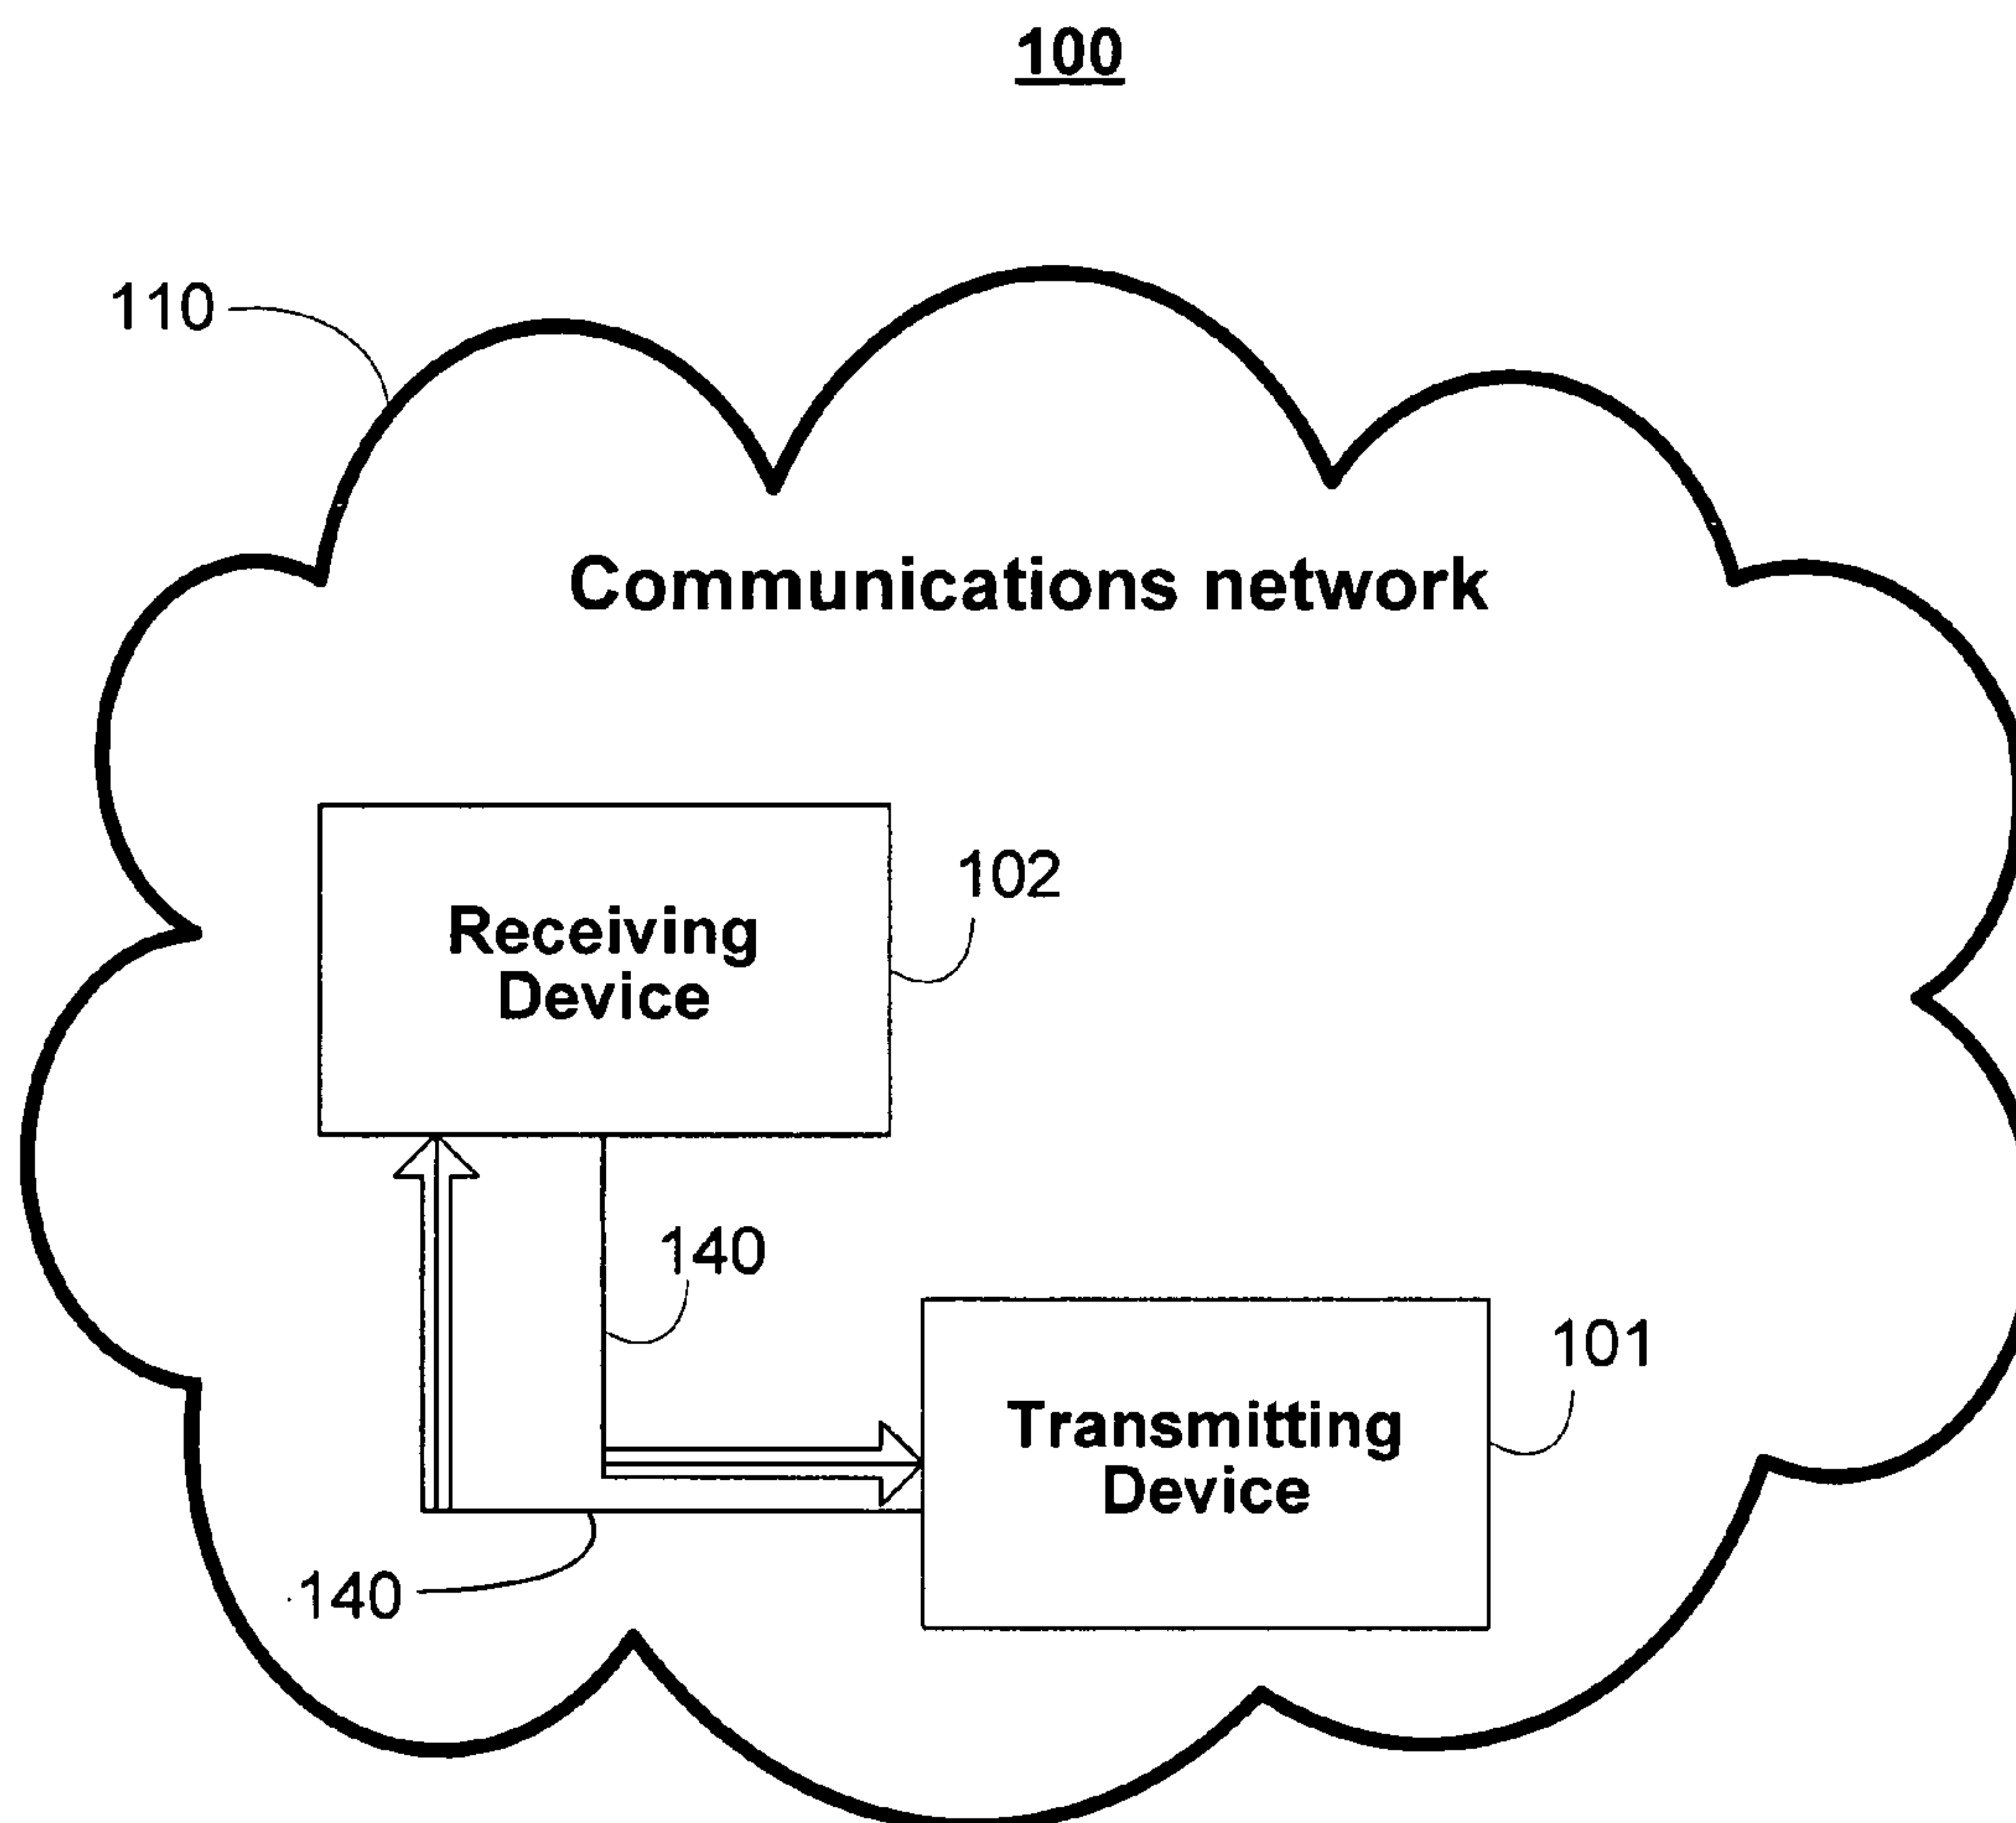 100
110
Communications network
102
Receiving
Device
140
101
Transmitting
Device
140